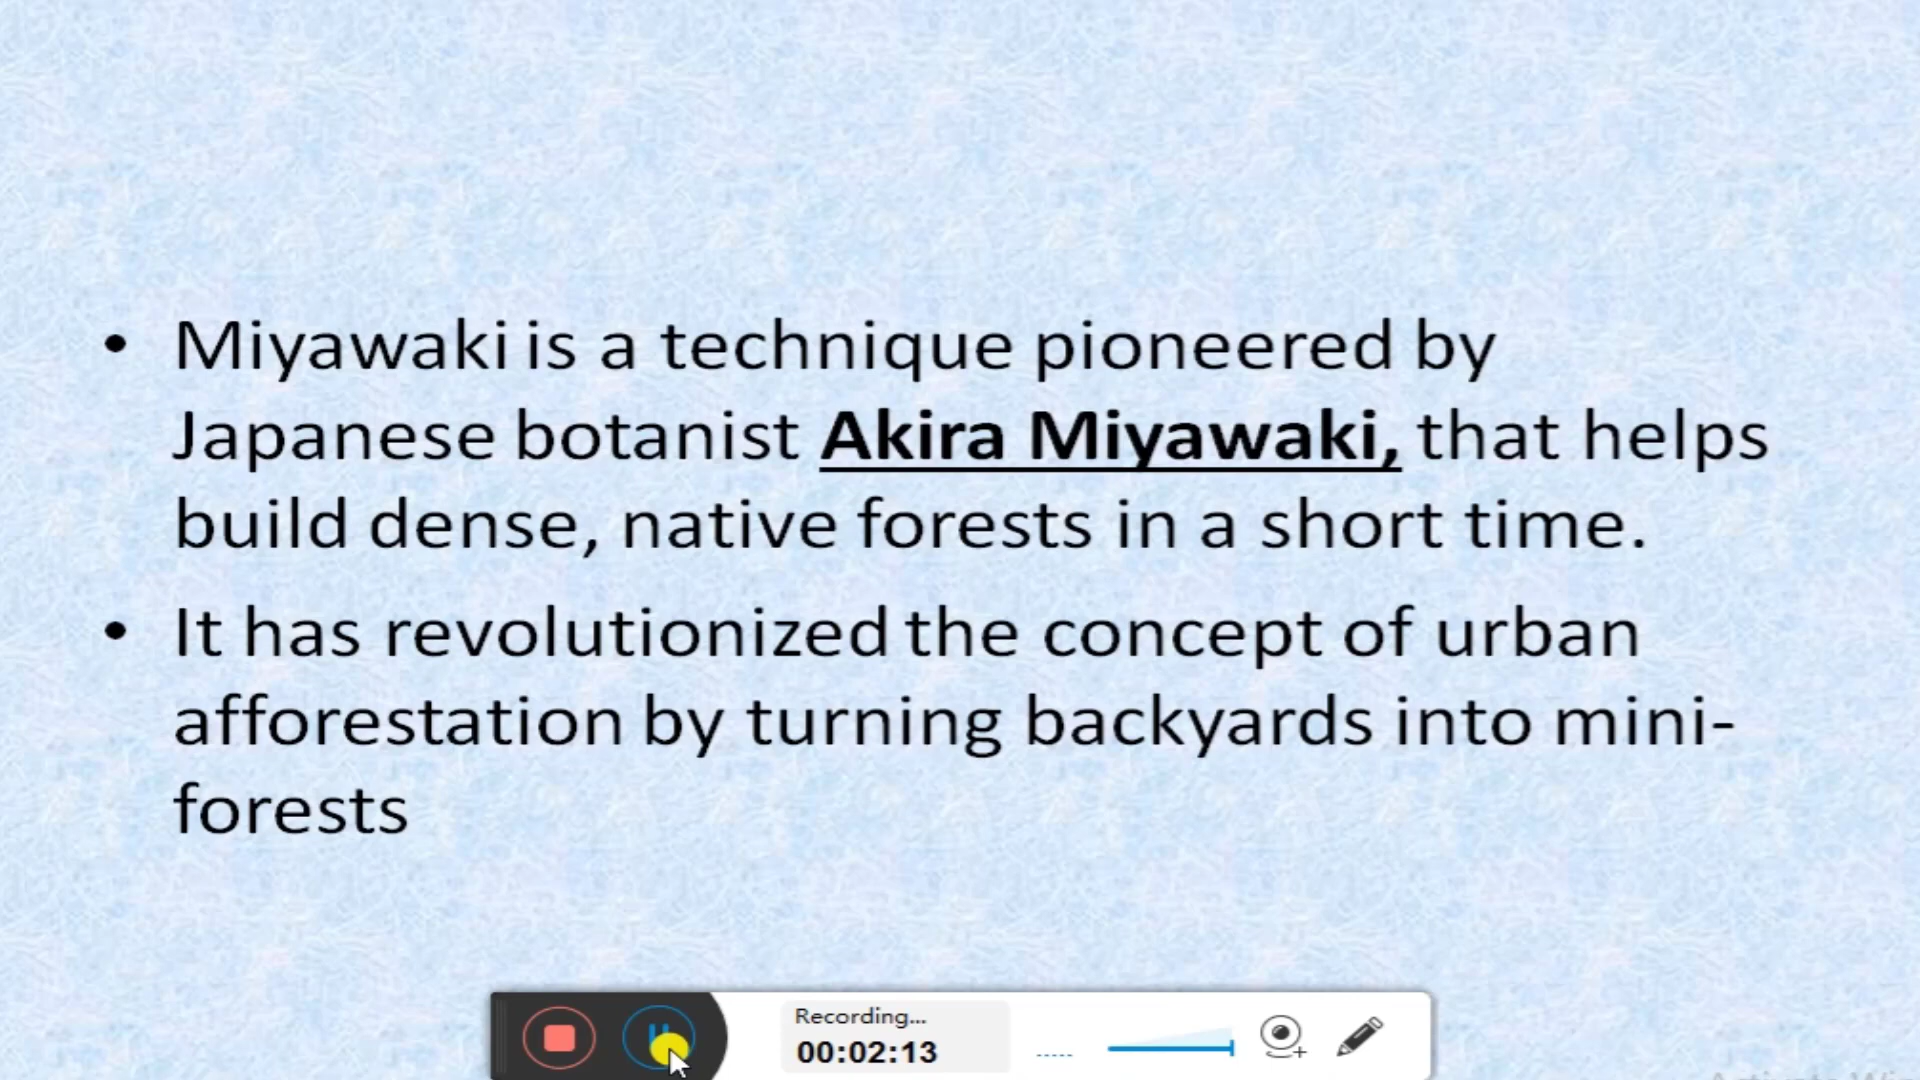 • Miyawaki is a technique pioneered by
Japanese botanist Akira Miyawaki, that helps
build dense, native forests in a short time.
• It has revolutionized the concept of urban
afforestation by turning backyards into mini-
forests
Recording...
00:02:13